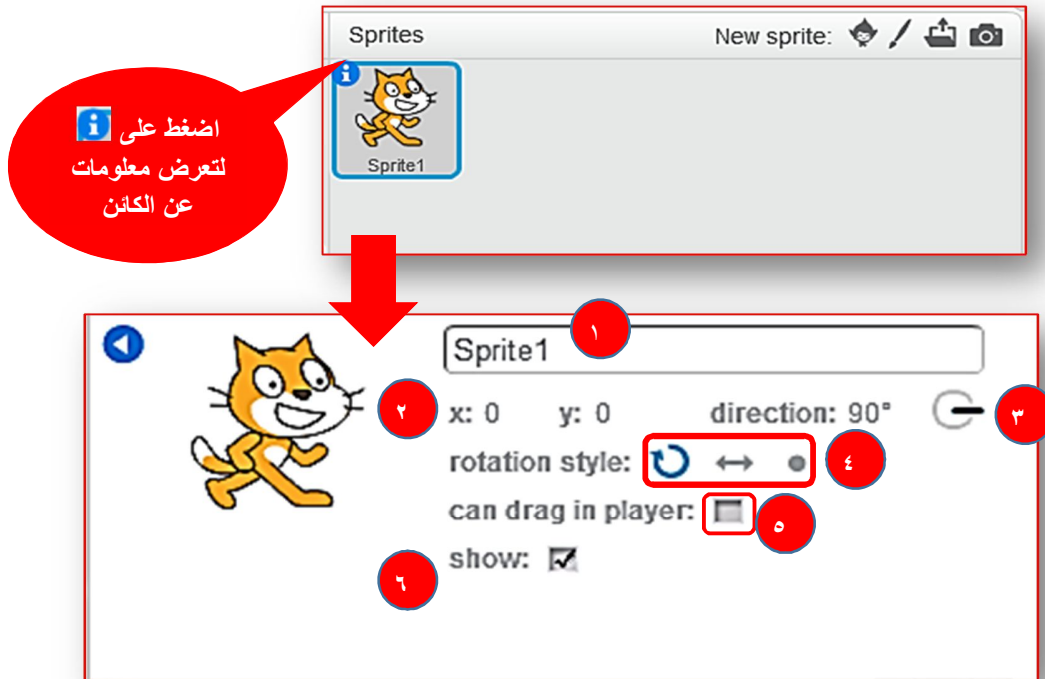 Sprites New sprite:
Sprite1
اضغط على i
لتعرض معلومات
عن الكائن
Sprite1 ١
٢ x: 0 y: 0 direction: 90° ٣
rotation style: ٤
can drag in player: ٥
show:
٦